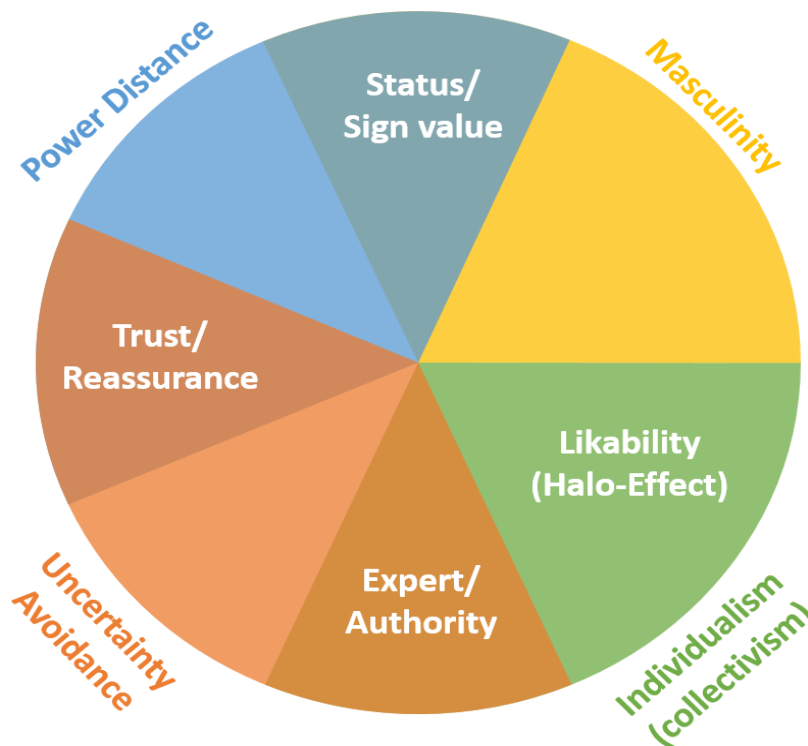 Power Distance
Status/
Sign value
Masculinity
Trust/
Reassurance
Likability
(Halo-Effect)
Expert/
Authority
Uncertainty
Avoidance
Individualism
(collectivism)